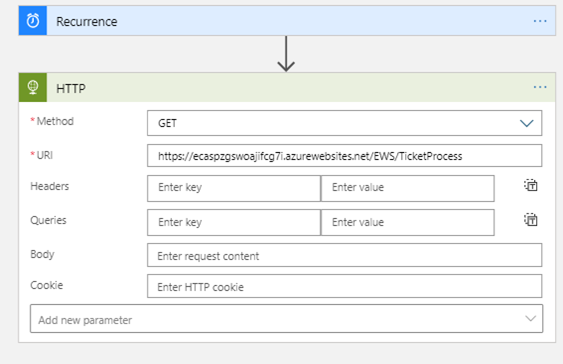 Recurrence
...
HTTP
...
*Method
GET
*URI
https://ecaspzgswoajifcg7i.azurewebsites.net/EWS/TicketProcess
Headers
Enter key
Enter value
Queries
Enter key
Enter value
Body
Enter request content
Cookie
Enter HTTP cookie
Add new parameter